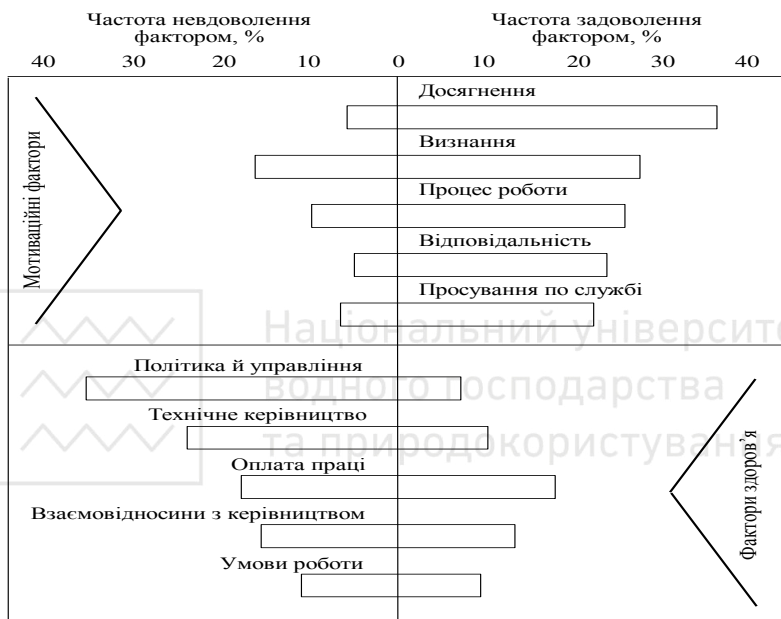 Частота невдоволення
фактором, %
Частота задоволення
фактором, %
40 30 20 10 0 10 20 30 40
Мотиваційні фактори
Досягнення
Визнання
Процес роботи
Відповідальність
Просування по службі
Національний університе
водного господарства
та природокористування
Політика й управління
Технічне керівництво
Оплата праці
Взаємовідносини з керівництвом
Умови роботи
Фактори здоров’я